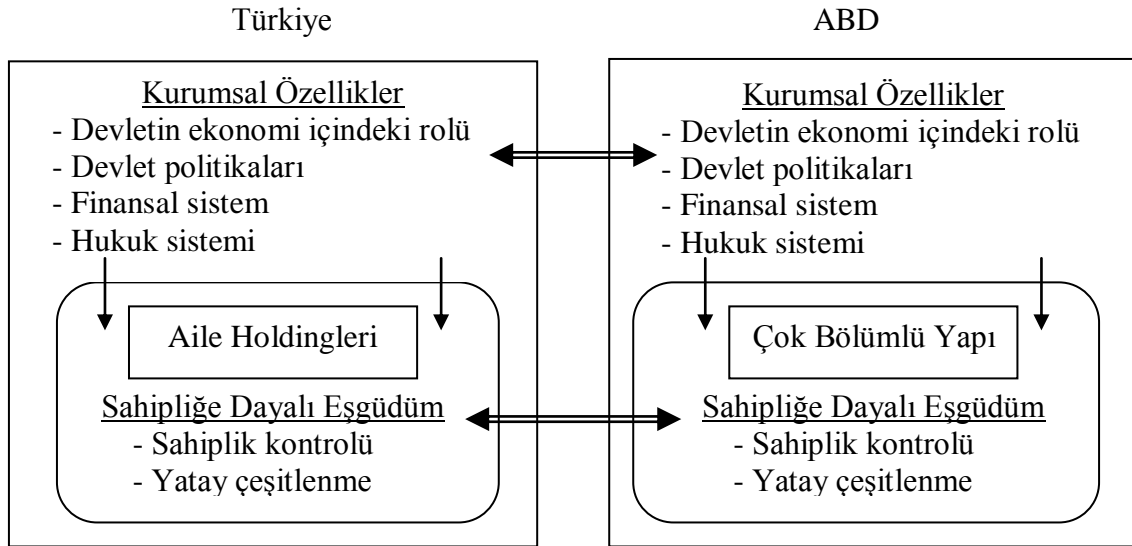 Türkiye
Kurumsal Özellikler
- Devletin ekonomi içindeki rolü
- Devlet politikaları
- Finansal sistem
- Hukuk sistemi
Aile Holdingleri
Sahipliğe Dayalı Eşgüdüm
- Sahiplik kontrolü
- Yatay çeşitlenme
ABD
Kurumsal Özellikler
- Devletin ekonomi içindeki rolü
- Devlet politikaları
- Finansal sistem
- Hukuk sistemi
Çok Bölümlü Yapı
Sahipliğe Dayalı Eşgüdüm
- Sahiplik kontrolü
- Yatay çeşitlenme